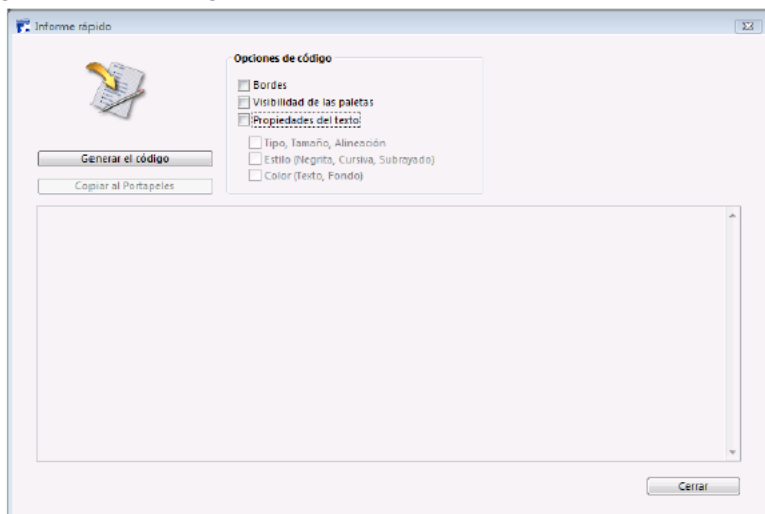 Informe rápido
Opciones de código
Bordes
Visibilidad de las paletas
Propiedades del texto
Tipo, Tamaño, Alineación
Estilo (Negrita, Cursiva, Subrayado)
Color (Texto, Fondo)
Generar el código
Copiar al Portapeles
Cerrar